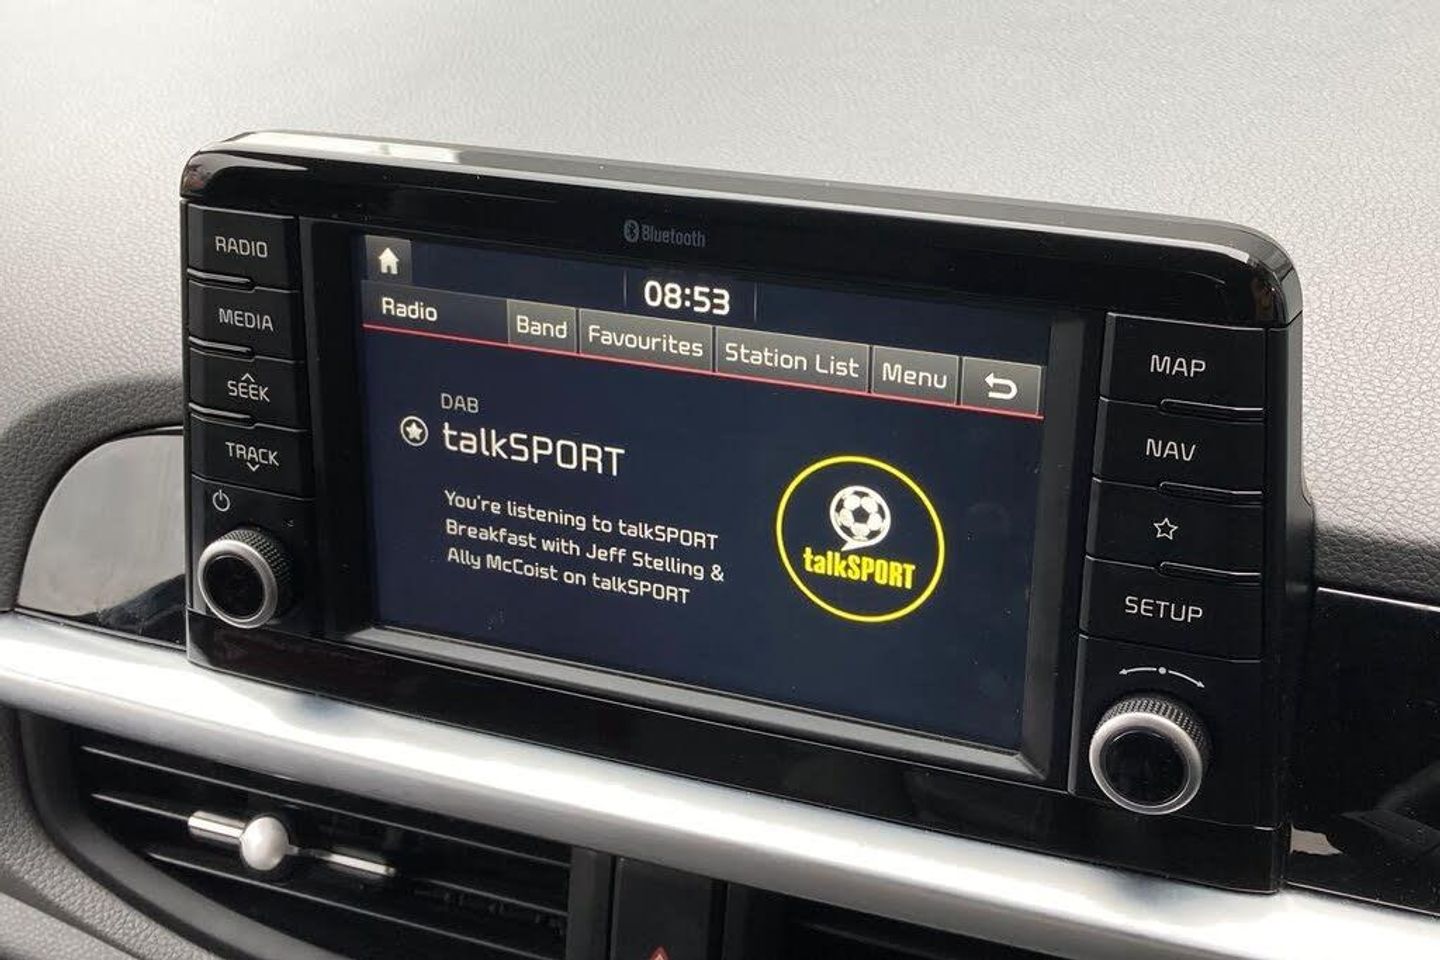 Bluetooth
RADIO
MEDIA
SEEK
TRACK
08:53
Radio
Band
Favourites
Station List
Menu
DAB
talkSPORT
You're listening to talkSPORT
Breakfast with Jeff Stelling &
Ally McCoist on talkSPORT
talkSPORT
MAP
NAV
SETUP